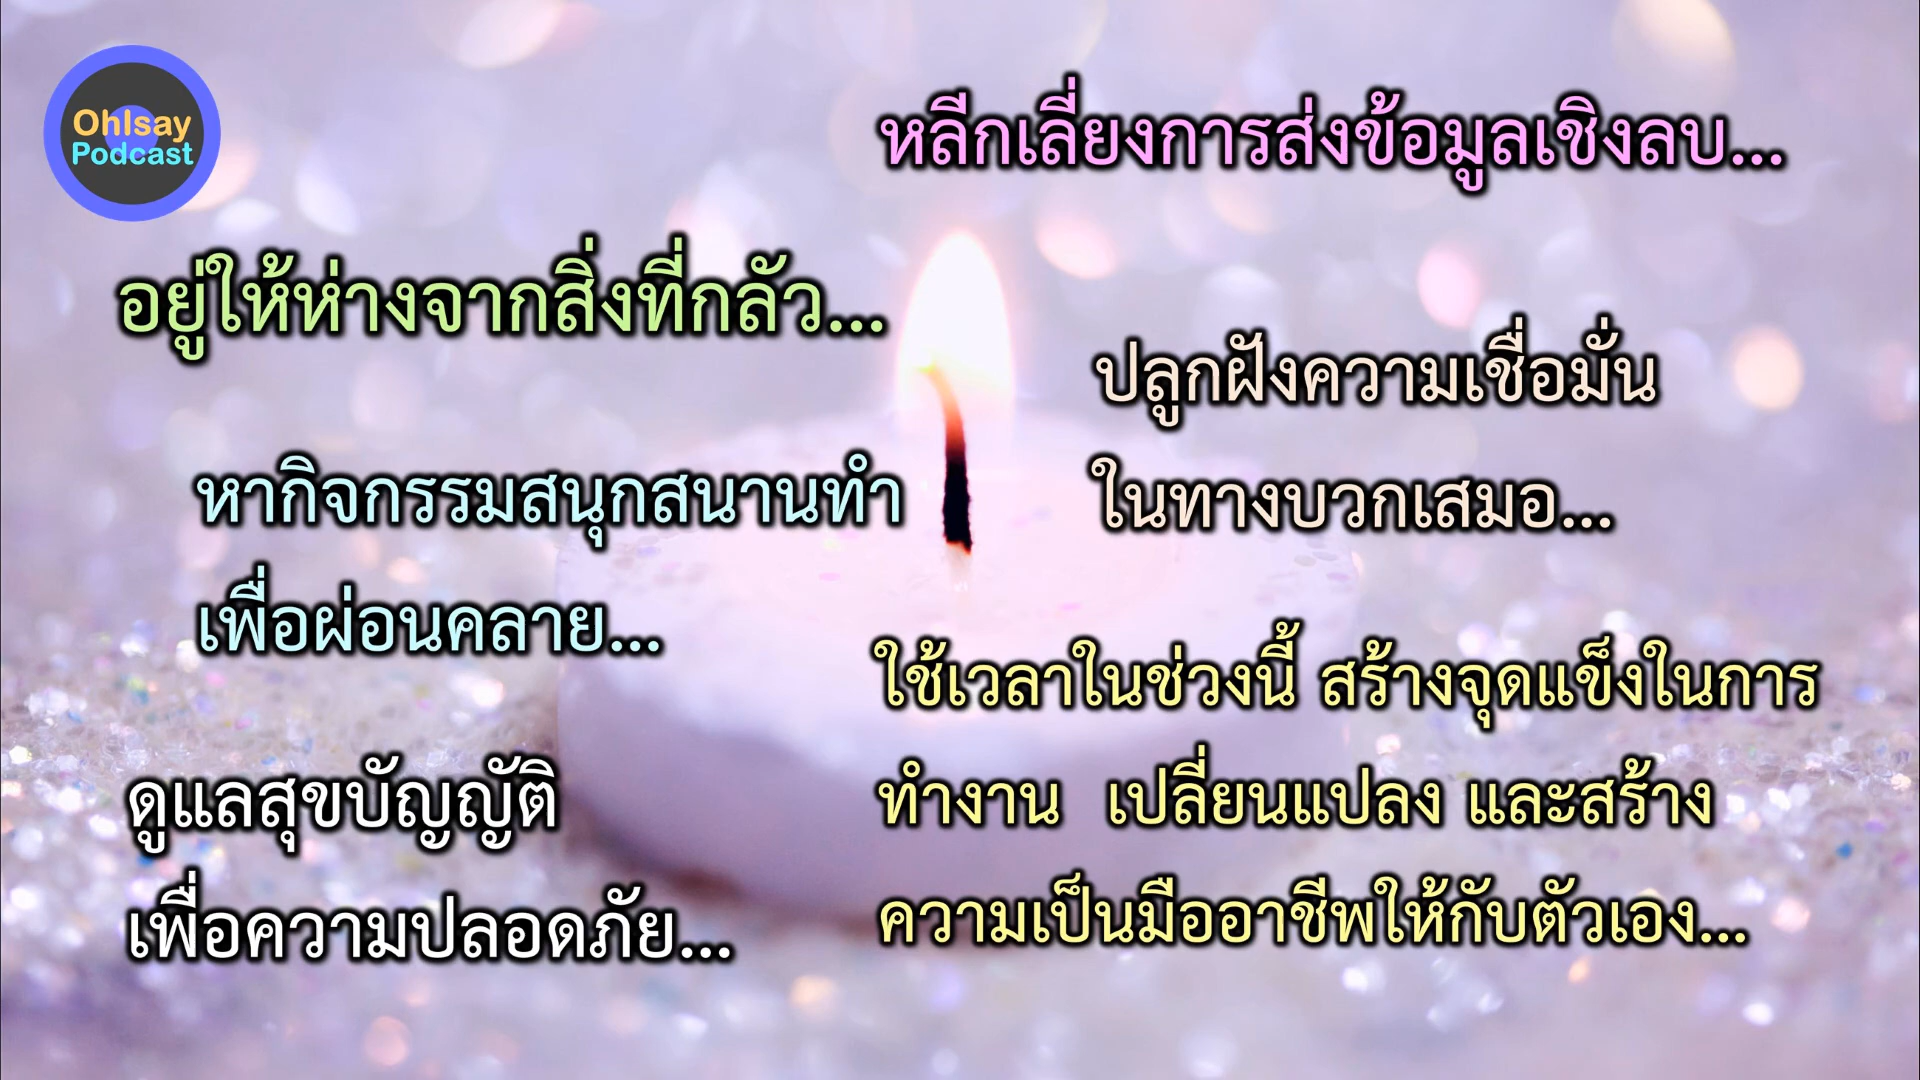 Ohlsay
Podcast
หลีกเลี่ยงการส่งข้อมูลเชิงลบ...
อยู่ให้ห่างจากสิ่งที่กลัว...
ปลูกฝังความเชื่อมั่น
ในทางบวกเสมอ...
หากิจกรรมสนุกสนานทำ
เพื่อผ่อนคลาย...
ใช้เวลาในช่วงนี้ สร้างจุดแข็งในการ
ทำงาน เปลี่ยนแปลง และสร้าง
ความเป็นมืออาชีพให้กับตัวเอง...
ดูแลสุขบัญญัติ
เพื่อความปลอดภัย...